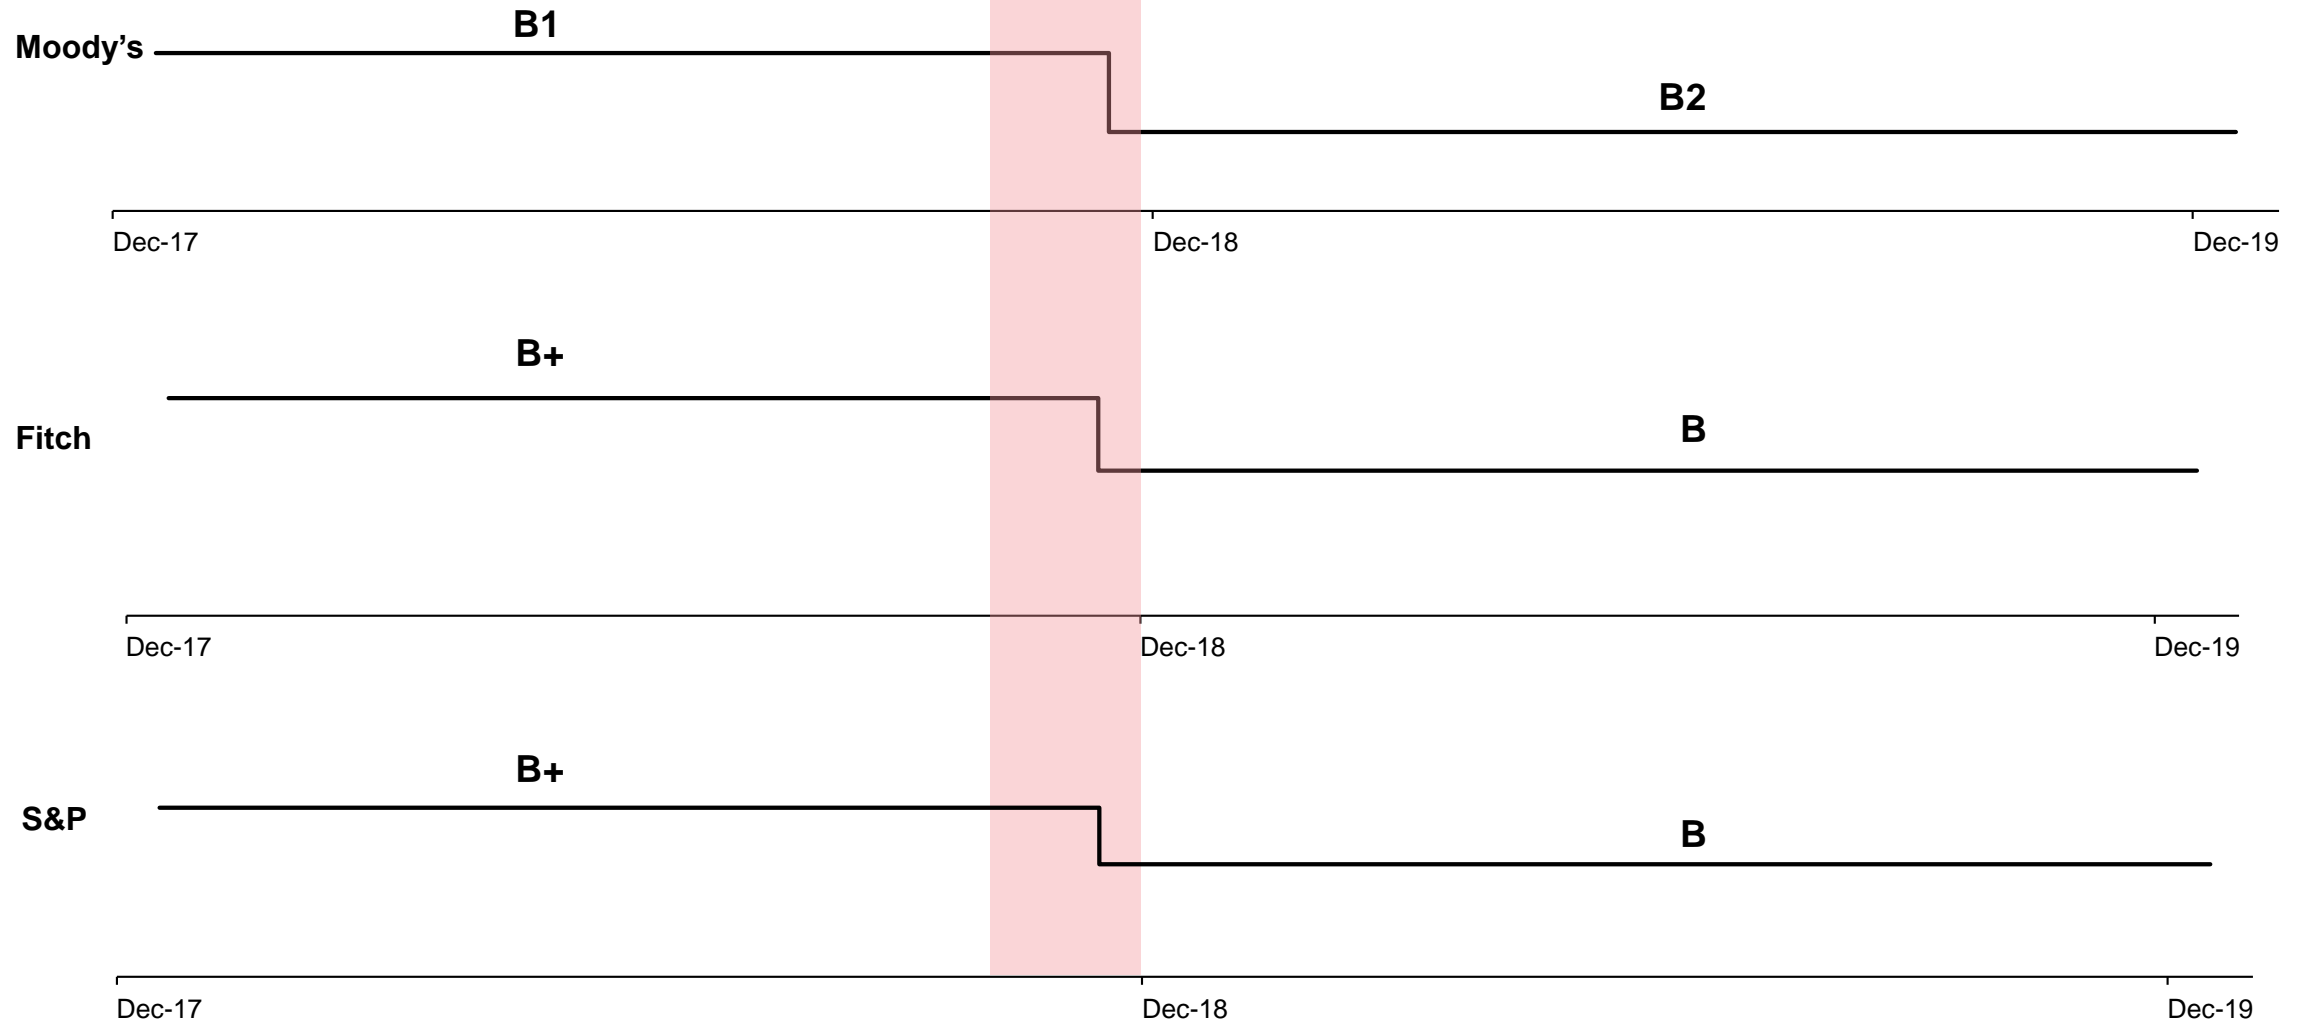 B1
Moody’s
B2
Dec-17 Dec-18 Dec-19
B+
Fitch
B
Dec-17 Dec-18 Dec-19
B+
S&P
B
Dec-17 Dec-18 Dec-19